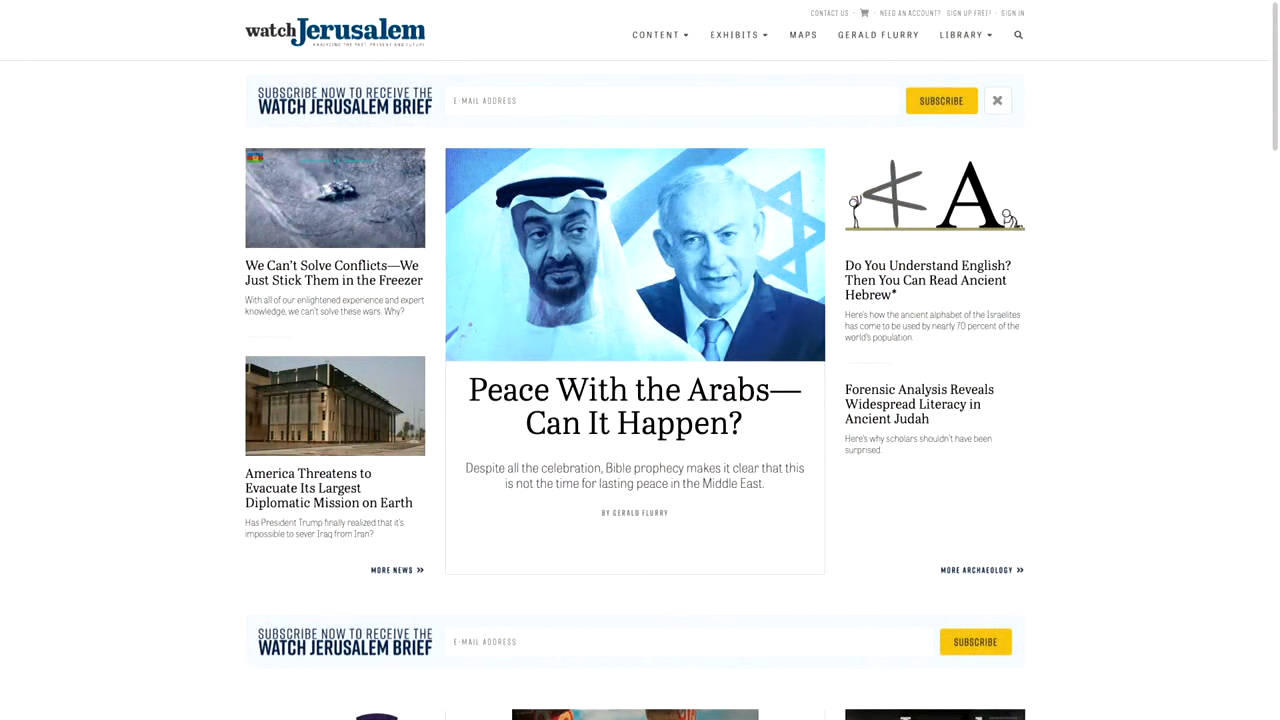 CONTACT US · · NEED AN ACCOUNT? SIGN UP FREE! · SIGN IN
watchJerusalem
ANALYZING THE PAST, PRESENT AND FUTURE
CONTENT EXHIBITS MAPS GERALD FLURRY LIBRARY
SUBSCRIBE NOW TO RECEIVE THE
WATCH JERUSALEM BRIEF
E-MAIL ADDRESS
SUBSCRIBE
We Can't Solve Conflicts—We
Just Stick Them in the Freezer
With all of our enlightened experience and expert
knowledge, we can't solve these wars. Why?
America Threatens to
Evacuate Its Largest
Diplomatic Mission on Earth
Has President Trump finally realized that it's
impossible to sever Iraq from Iran?
MORE NEWS »
Peace With the Arabs—
Can It Happen?
Despite all the celebration, Bible prophecy makes it clear that this
is not the time for lasting peace in the Middle East.
BY GERALD FLURRY
A
Do You Understand English?
Then You Can Read Ancient
Hebrew*
Here's how the ancient alphabet of the Israelites
has come to be used by nearly 70 percent of the
world's population.
Forensic Analysis Reveals
Widespread Literacy in
Ancient Judah
Here's why scholars shouldn't have been
surprised.
MORE ARCHAEOLOGY »
SUBSCRIBE NOW TO RECEIVE THE
WATCH JERUSALEM BRIEF
E-MAIL ADDRESS
SUBSCRIBE